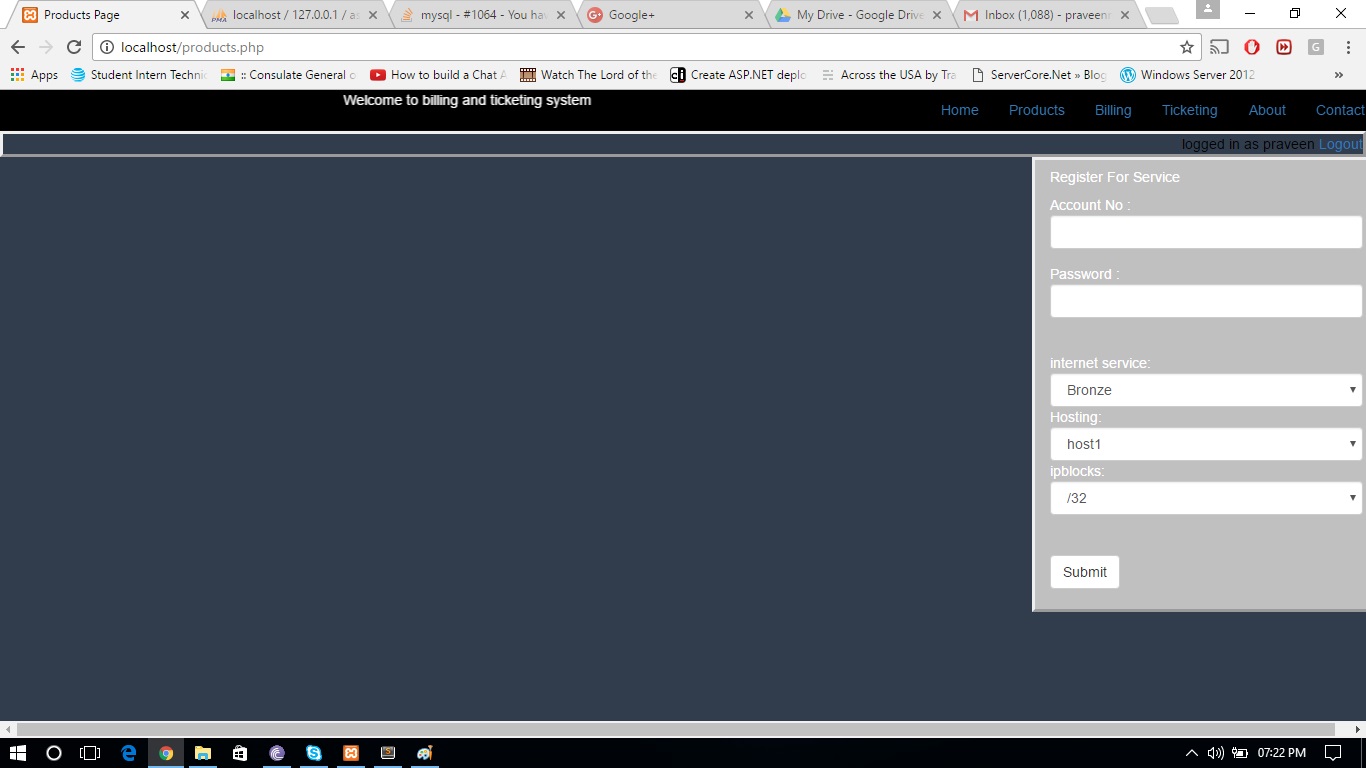 Products Page
localhost / 127.0.0.1 / as
mysql - #1064 - You hav
Google+
My Drive - Google Drive
Inbox (1,088) - praveenr
localhost/products.php
Apps
Student Intern Technic
:: Consulate General o
How to build a Chat A
Watch The Lord of the
Create ASP.NET deplo
Across the USA by Tra
ServerCore.Net » Blog
Windows Server 2012
»
Welcome to billing and ticketing system
Home
Products
Billing
Ticketing
About
Contact
logged in as praveen Logout
Register For Service
Account No :
Password :
internet service:
Bronze
Hosting:
host1
ipblocks:
/32
Submit
07:22 PM